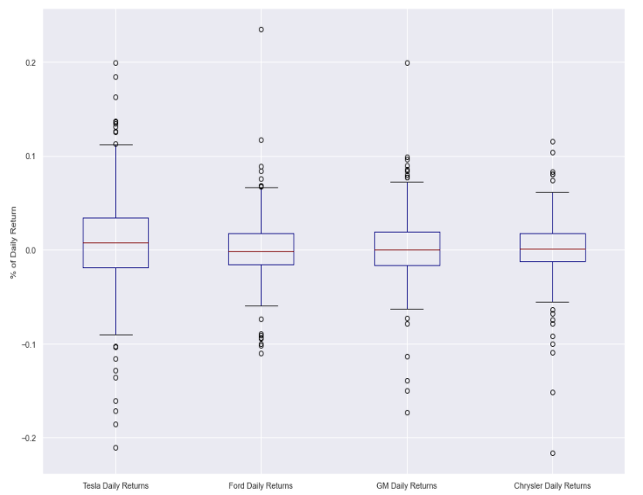 % of Daily Return
0.2
0.1
0.0
−0.1
−0.2
Tesla Daily Returns Ford Daily Returns GM Daily Returns Chrysler Daily Returns